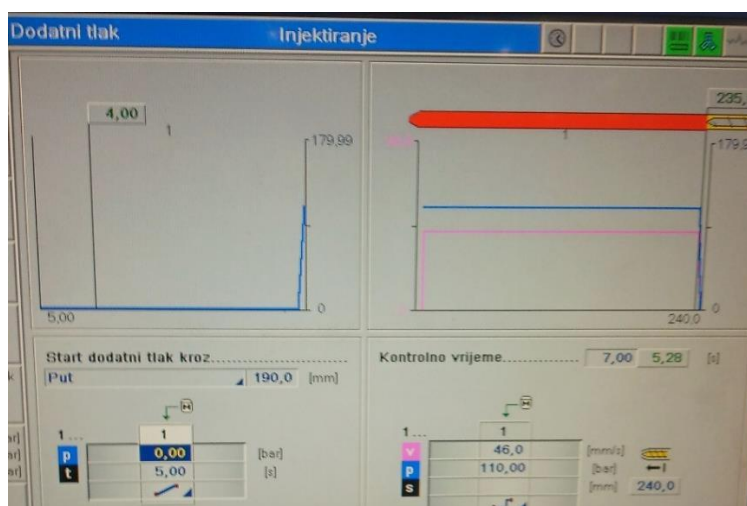 Dodatni tlak
Injektiranje
4,00
1
179,99
0
5,00
235,
1
179,9
0
240,0
Start dodatni tlak kroz
Put 190,0 [mm]
1... 1
p 0,00 [bar]
t 5,00 [s]
Kontrolno vrijeme 7,00 5,28 [s]
1... 1
v 46,0 [mm/s]
p 110,00 [bar]
s [mm] 240,0